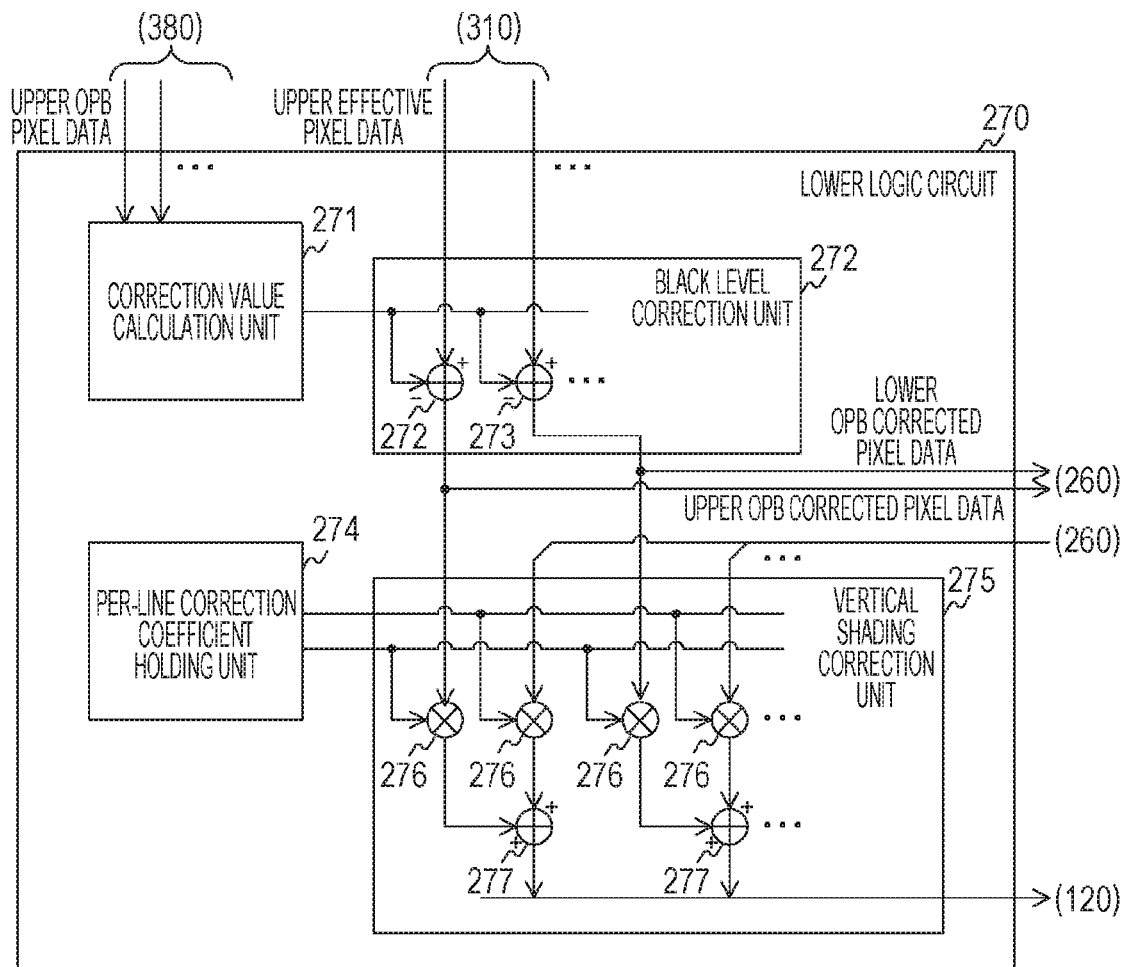 (380)
(310)
UPPER OPB
PIXEL DATA
UPPER EFFECTIVE
PIXEL DATA
270
LOWER LOGIC CIRCUIT
271
CORRECTION VALUE
CALCULATION UNIT
272
BLACK LEVEL
CORRECTION UNIT
+
+
−
−
272
273
LOWER
OPB CORRECTED
PIXEL DATA
(260)
UPPER OPB CORRECTED PIXEL DATA
(260)
274
PER-LINE CORRECTION
COEFFICIENT
HOLDING UNIT
275
VERTICAL
SHADING
CORRECTION
UNIT
276
276
276
276
+
+
+
+
277
277
(120)